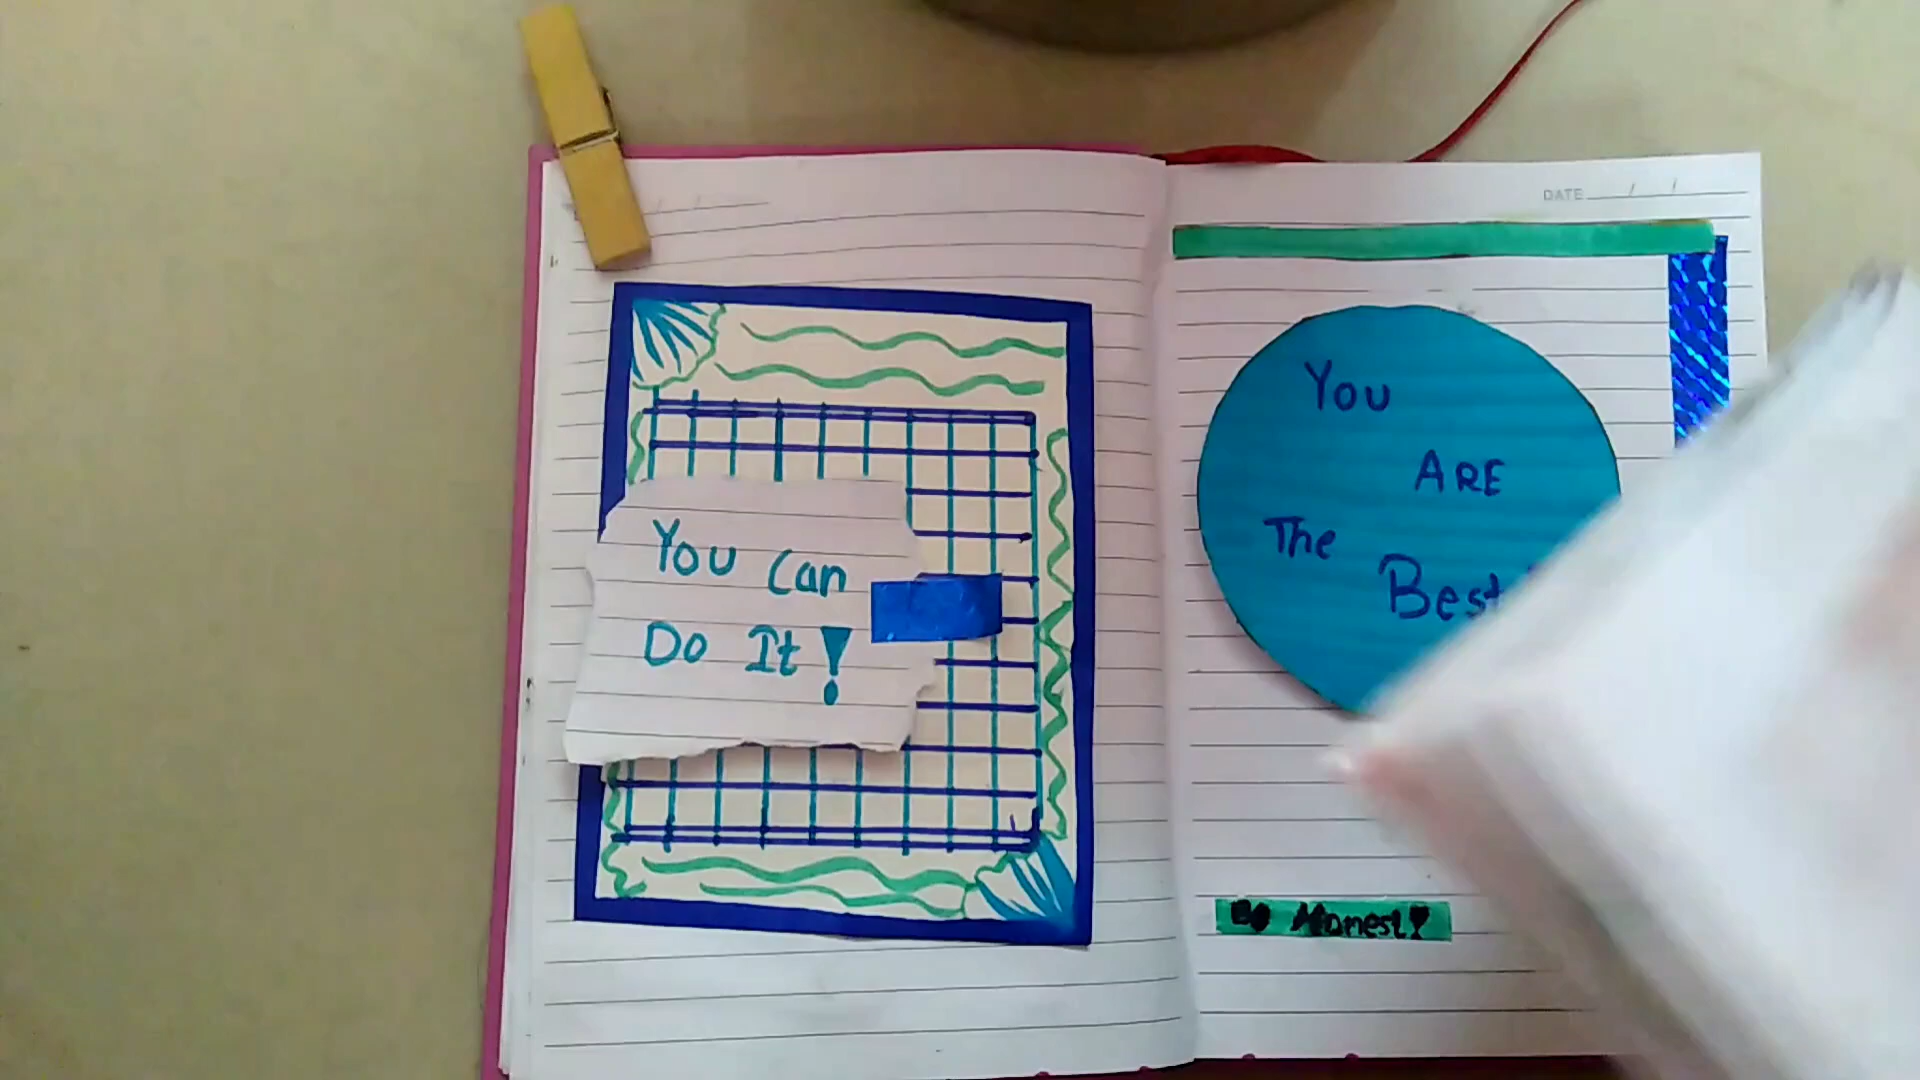 You Can
Do It!
DATE
You
ARE
The
Best
Be Honest!